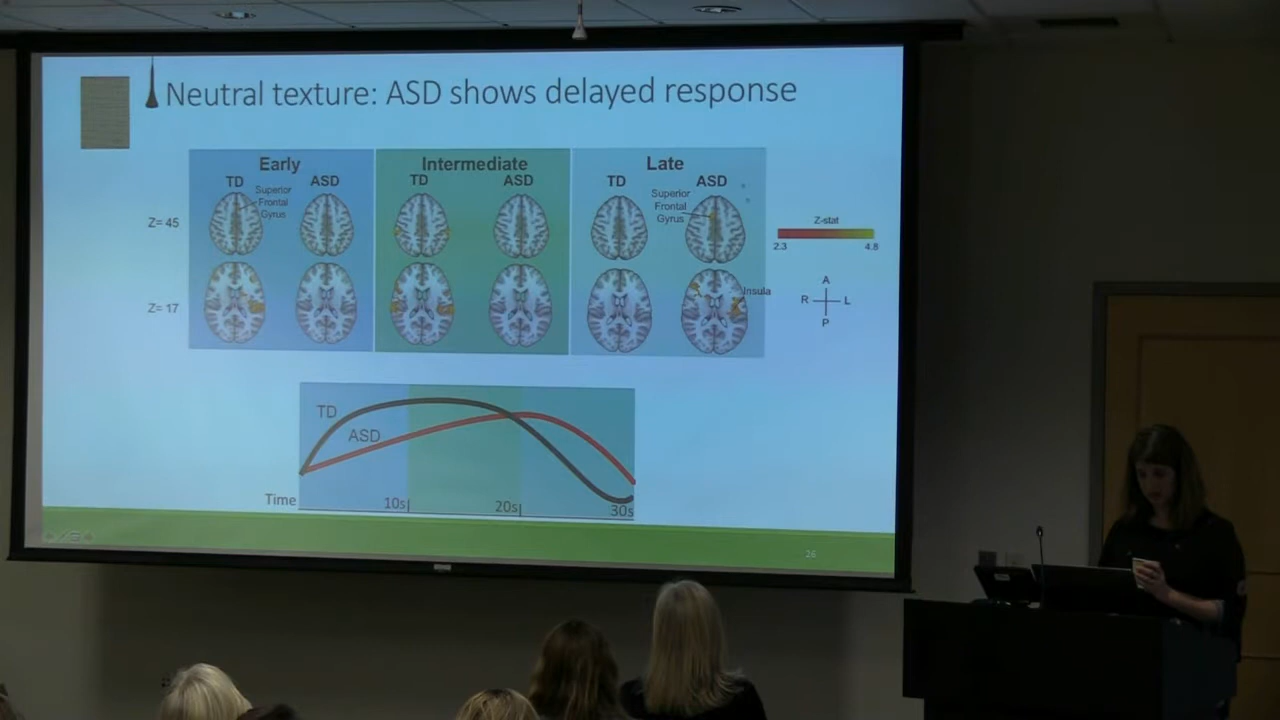 Neutral texture: ASD shows delayed response
Early
Intermediate
Late
TD
ASD
TD
ASD
TD
ASD
Superior
Frontal
Gyrus
Superior
Frontal
Gyrus
Z= 45
Z= 17
Insula
Z-stat
2.3
4.8
A
R
L
P
TD
ASD
Time
10s
20s
30s
26